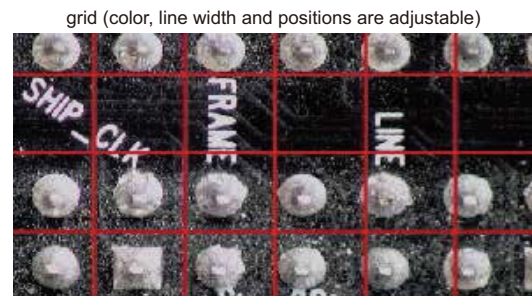 grid (color, line width and positions are adjustable)
SHIP_CLK
FRAME
LINE